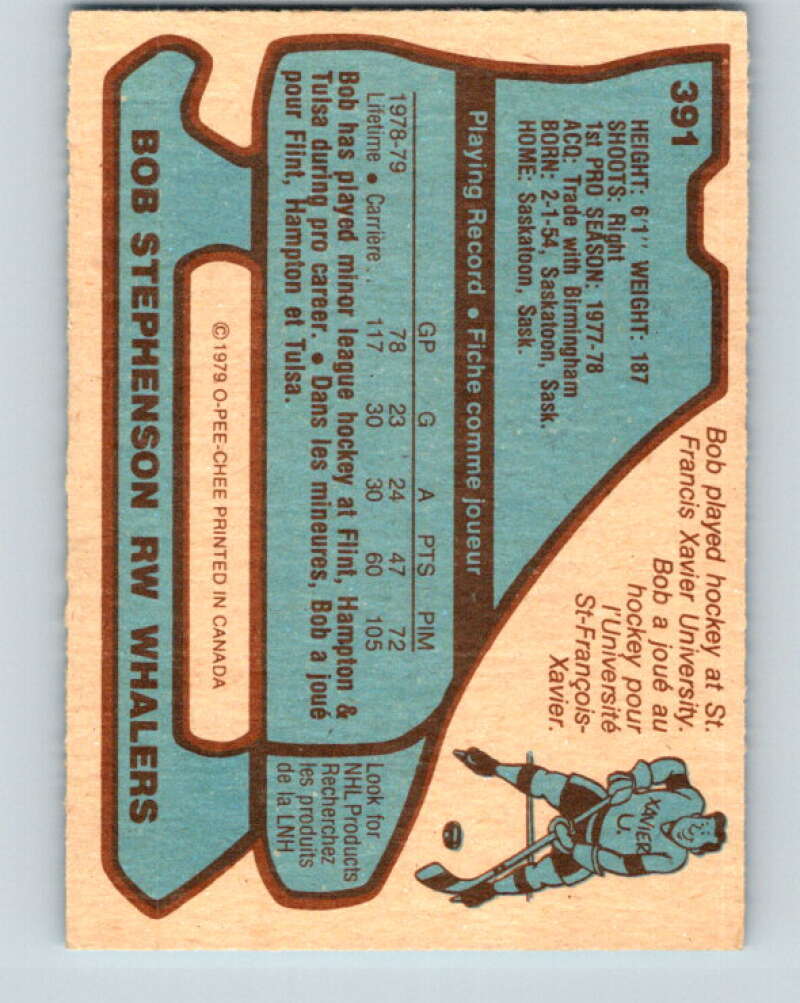 391
HEIGHT: 6'1" WEIGHT: 187
SHOOTS: Right
1st PRO SEASON: 1977-78
ACQ: Trade with Birmingham
BORN: 2-1-54, Saskatoon, Sask.
HOME: Saskatoon, Sask.
Bob played hockey at St.
Francis Xavier University.
Bob a joué au
hockey pour
l'Université
St-François-
Xavier.
XAVIER
U.
Playing Record • Fiche comme joueur
GP G A PTS PIM
1978-79 78 23 24 47 72
Lifetime • Carrière.. 117 30 30 60 105
Bob has played minor league hockey at Flint, Hampton &
Tulsa during pro career. • Dans les mineures, Bob a joué
pour Flint, Hampton et Tulsa.
Look for
NHL Products
Recherchez
les produits
de la LNH
©1979 O-PEE-CHEE PRINTED IN CANADA
BOB STEPHENSON RW WHALERS